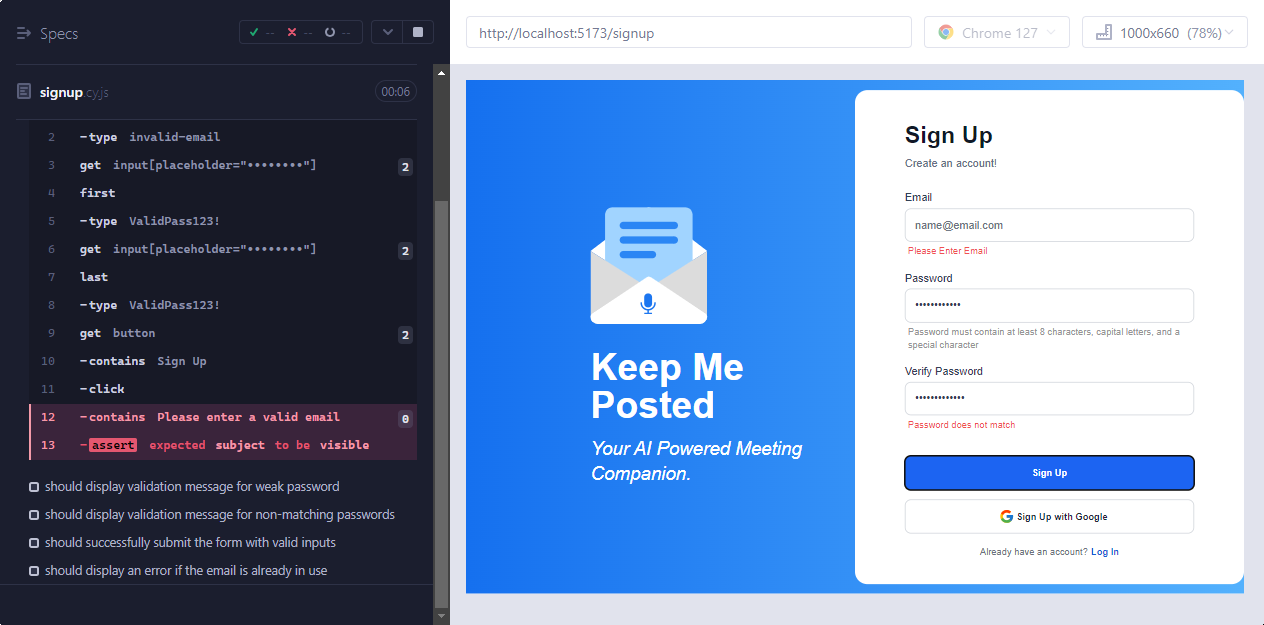 Specs
--
--
--
signup.cy.js
00:06
2 -type invalid-email
3 get input[placeholder="••••••••"] 2
4 first
5 -type ValidPass123!
6 get input[placeholder="••••••••"] 2
7 last
8 -type ValidPass123!
9 get button 2
10 -contains Sign Up
11 -click
12 -contains Please enter a valid email 0
13 -assert expected subject to be visible
should display validation message for weak password
should display validation message for non-matching passwords
should successfully submit the form with valid inputs
should display an error if the email is already in use
http://localhost:5173/signup
Chrome 127
1000x660 (78%)
Keep Me
Posted
Your AI Powered Meeting
Companion.
Sign Up
Create an account!
Email
name@email.com
Please Enter Email
Password
••••••••••••
Password must contain at least 8 characters, capital letters, and a
special character
Verify Password
•••••••••••••
Password does not match
Sign Up
Sign Up with Google
Already have an account? Log In